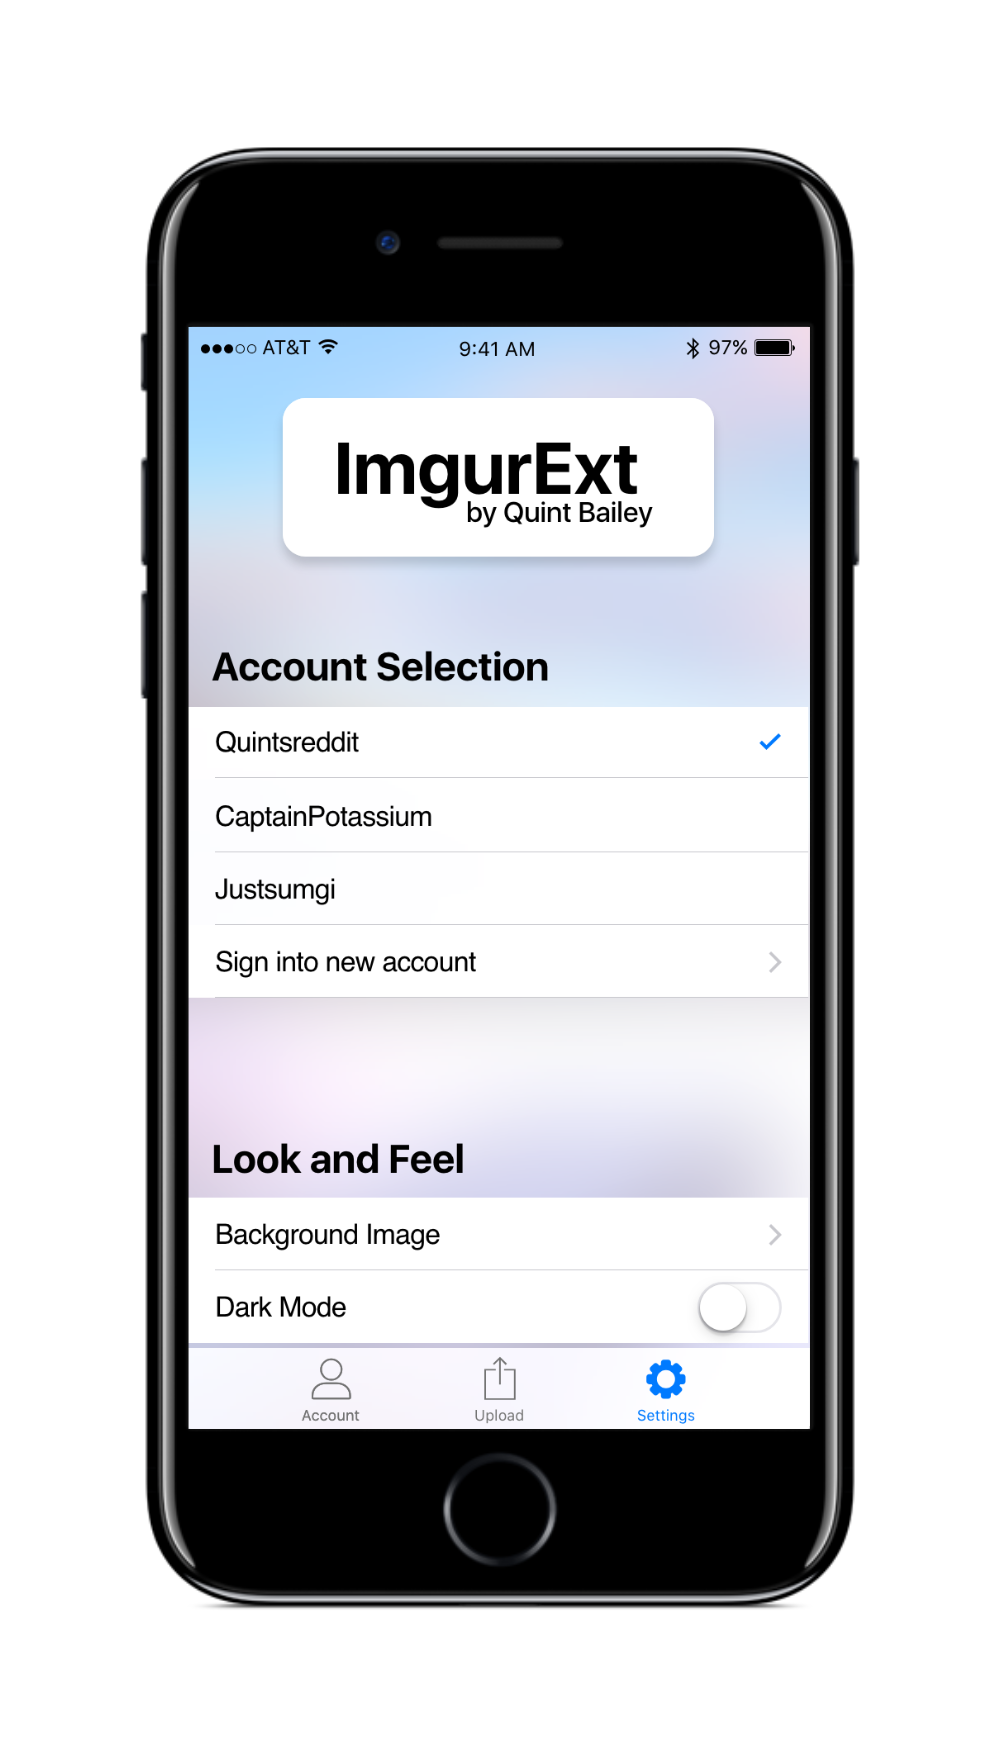 AT&T 9:41 AM 97%
ImgurExt
by Quint Bailey
Account Selection
Quintsreddit
CaptainPotassium
Justsumgi
Sign into new account
Look and Feel
Background Image
Dark Mode
Account Upload Settings